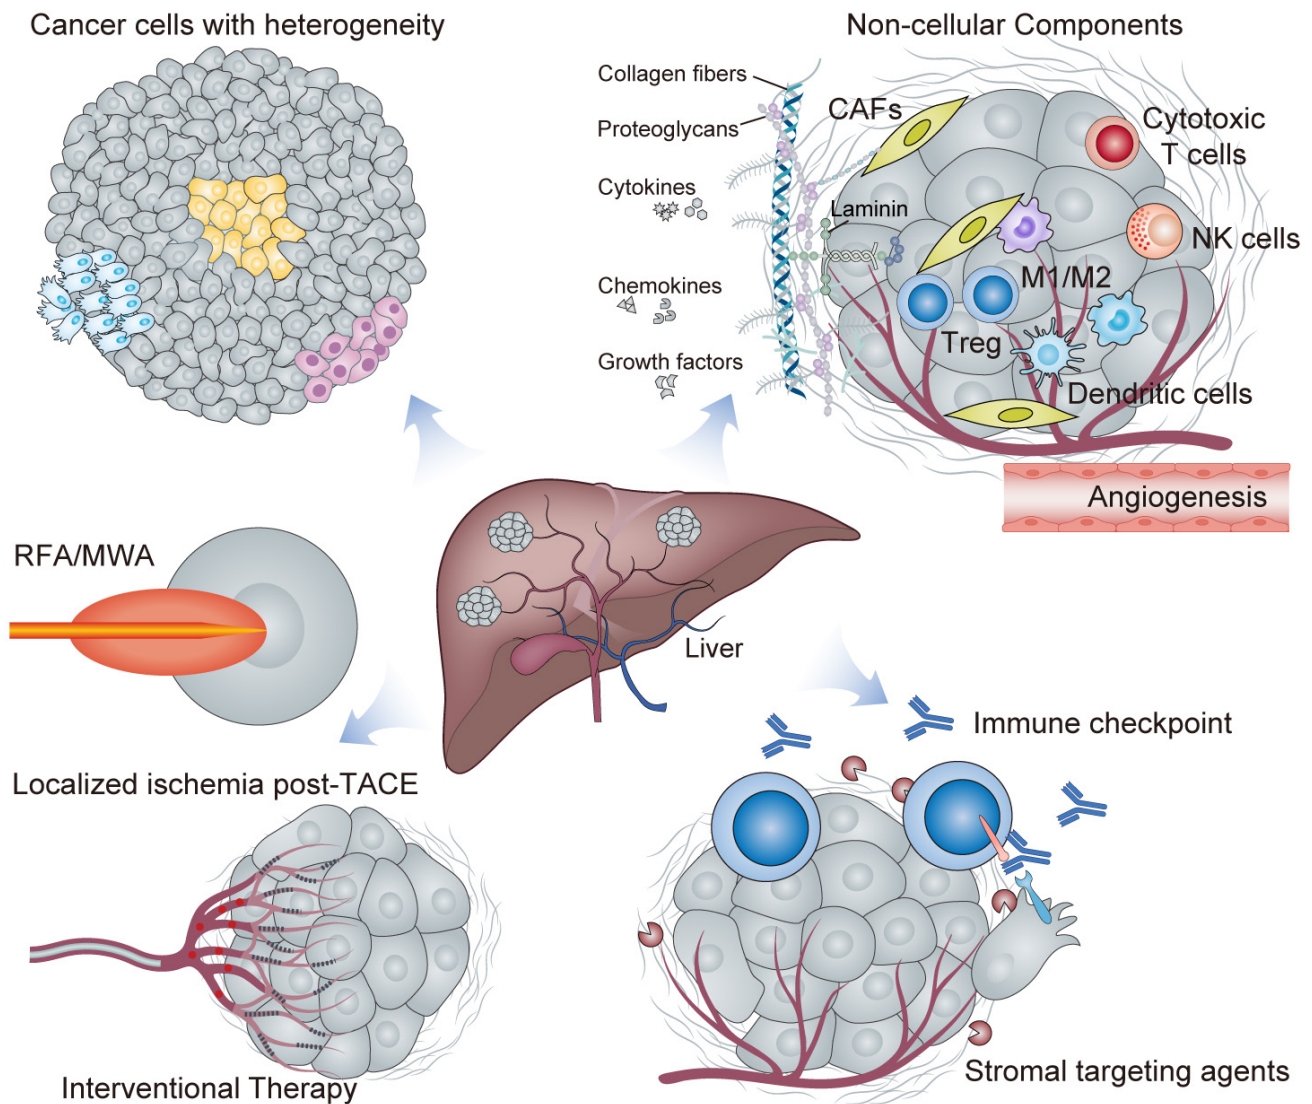 Cancer cells with heterogeneity
Non-cellular Components
Collagen fibers
Proteoglycans
Cytokines
Chemokines
Growth factors
CAFs
Cytotoxic
T cells
Laminin
NK cells
M1/M2
Treg
Dendritic cells
Angiogenesis
RFA/MWA
Liver
Localized ischemia post-TACE
Interventional Therapy
Immune checkpoint
Stromal targeting agents